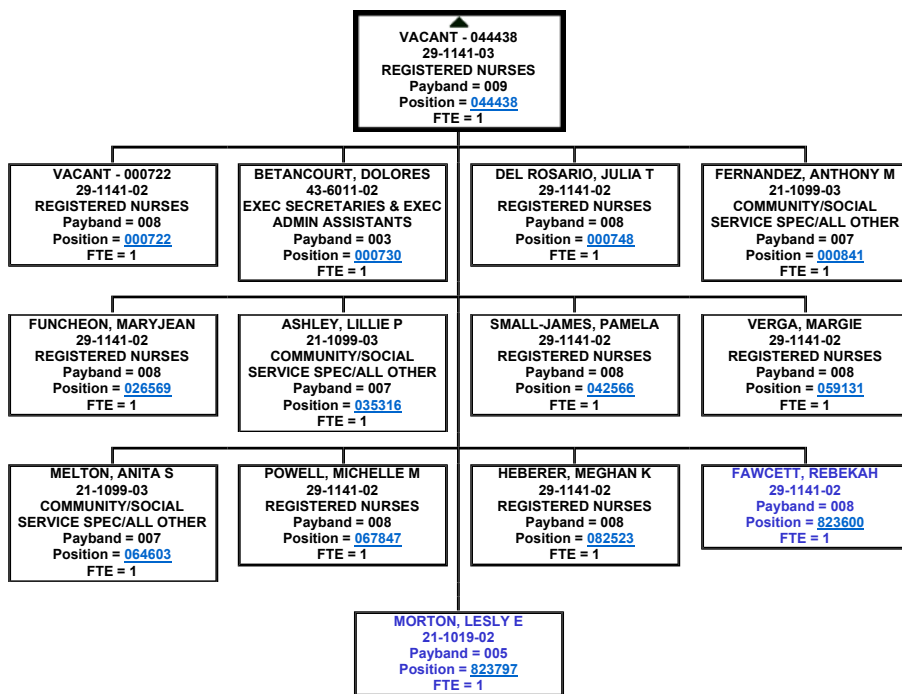 VACANT - 044438
29-1141-03
REGISTERED NURSES
Payband = 009
Position = 044438
FTE = 1
VACANT - 000722
29-1141-02
REGISTERED NURSES
Payband = 008
Position = 000722
FTE = 1
BETANCOURT, DOLORES
43-6011-02
EXEC SECRETARIES & EXEC
ADMIN ASSISTANTS
Payband = 003
Position = 000730
FTE = 1
DEL ROSARIO, JULIA T
29-1141-02
REGISTERED NURSES
Payband = 008
Position = 000748
FTE = 1
FERNANDEZ, ANTHONY M
21-1099-03
COMMUNITY/SOCIAL
SERVICE SPEC/ALL OTHER
Payband = 007
Position = 000841
FTE = 1
FUNCHEON, MARYJEAN
29-1141-02
REGISTERED NURSES
Payband = 008
Position = 026569
FTE = 1
ASHLEY, LILLIE P
21-1099-03
COMMUNITY/SOCIAL
SERVICE SPEC/ALL OTHER
Payband = 007
Position = 035316
FTE = 1
SMALL-JAMES, PAMELA
29-1141-02
REGISTERED NURSES
Payband = 008
Position = 042566
FTE = 1
VERGA, MARGIE
29-1141-02
REGISTERED NURSES
Payband = 008
Position = 059131
FTE = 1
MELTON, ANITA S
21-1099-03
COMMUNITY/SOCIAL
SERVICE SPEC/ALL OTHER
Payband = 007
Position = 064603
FTE = 1
POWELL, MICHELLE M
29-1141-02
REGISTERED NURSES
Payband = 008
Position = 067847
FTE = 1
HEBERER, MEGHAN K
29-1141-02
REGISTERED NURSES
Payband = 008
Position = 082523
FTE = 1
FAWCETT, REBEKAH
29-1141-02
Payband = 008
Position = 823600
FTE = 1
MORTON, LESLY E
21-1019-02
Payband = 005
Position = 823797
FTE = 1